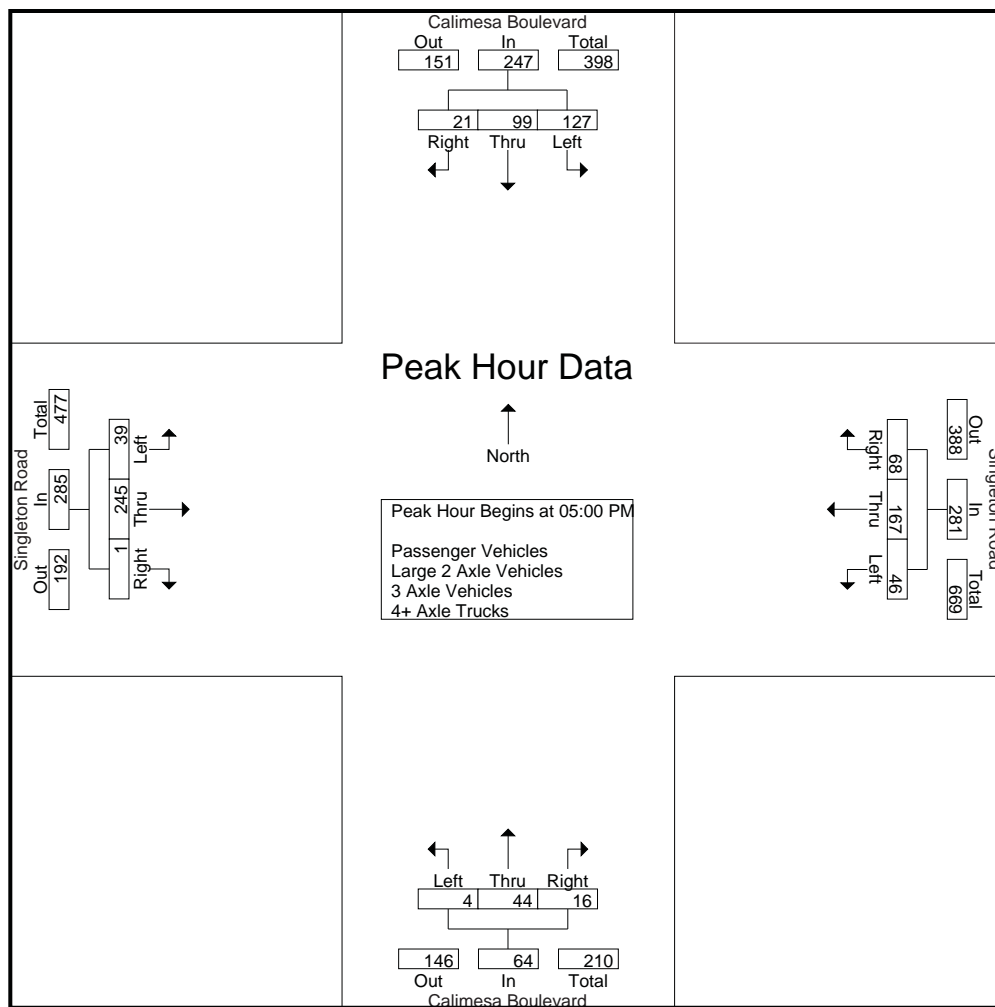 Calimesa Boulevard
Out In Total
151 247 398
21 99 127
Right Thru Left
Peak Hour Data
North
Peak Hour Begins at 05:00 PM
Passenger Vehicles
Large 2 Axle Vehicles
3 Axle Vehicles
4+ Axle Trucks
Singleton Road
Out In Total
192 285 477
1 245 39
Right Thru Left
Singleton Road
Out In Total
388 281 669
68 167 46
Right Thru Left
Left Thru Right
4 44 16
146 64 210
Out In Total
Calimesa Boulevard